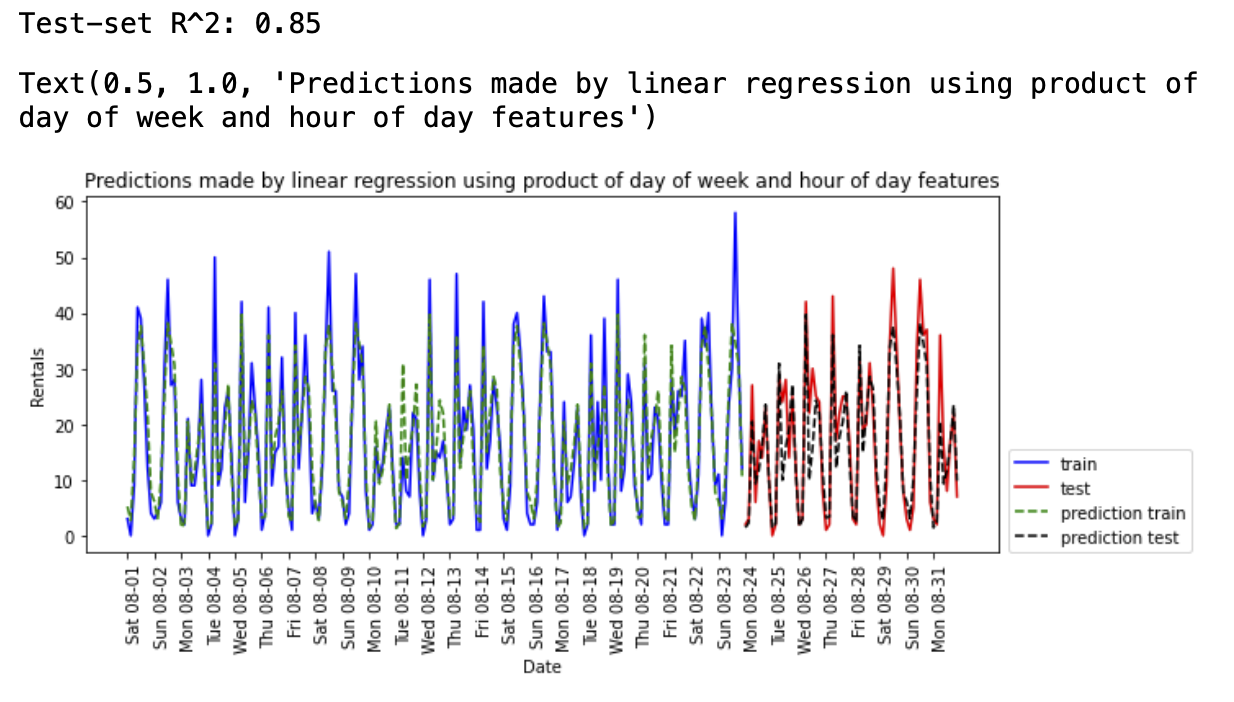 Test-set R^2: 0.85
Text(0.5, 1.0, 'Predictions made by linear regression using product of
day of week and hour of day features')
Predictions made by linear regression using product of day of week and hour of day features
60
50
40
30
20
10
0
Rentals
train
test
prediction train
prediction test
Sat 08-01
Sun 08-02
Mon 08-03
Tue 08-04
Wed 08-05
Thu 08-06
Fri 08-07
Sat 08-08
Sun 08-09
Mon 08-10
Tue 08-11
Wed 08-12
Thu 08-13
Fri 08-14
Sat 08-15
Sun 08-16
Mon 08-17
Tue 08-18
Wed 08-19
Thu 08-20
Fri 08-21
Sat 08-22
Sun 08-23
Mon 08-24
Tue 08-25
Wed 08-26
Thu 08-27
Fri 08-28
Sat 08-29
Sun 08-30
Mon 08-31
Date